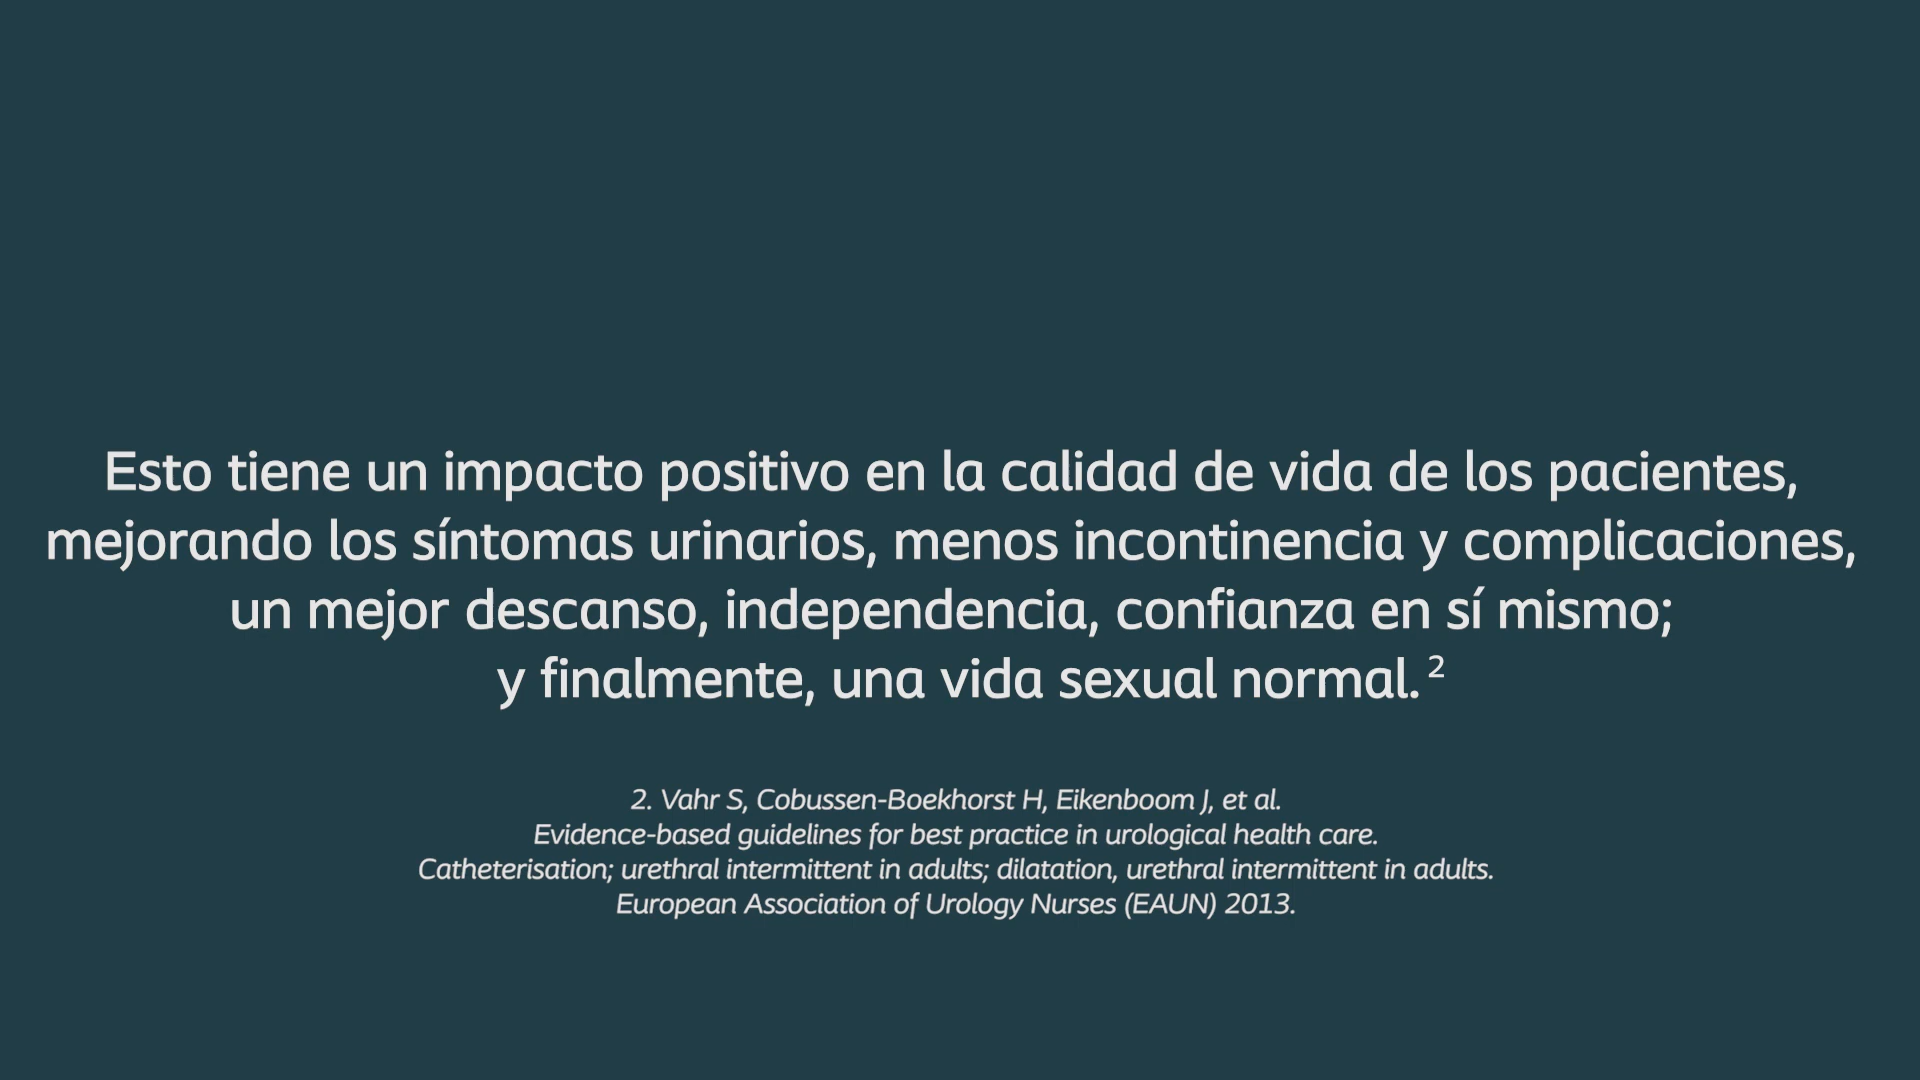 Esto tiene un impacto positivo en la calidad de vida de los pacientes,
mejorando los síntomas urinarios, menos incontinencia y complicaciones,
un mejor descanso, independencia, confianza en sí mismo;
y finalmente, una vida sexual normal.²
2. Vahr S, Cobussen-Boekhorst H, Eikenboom J, et al.
Evidence-based guidelines for best practice in urological health care.
Catheterisation; urethral intermittent in adults; dilatation, urethral intermittent in adults.
European Association of Urology Nurses (EAUN) 2013.